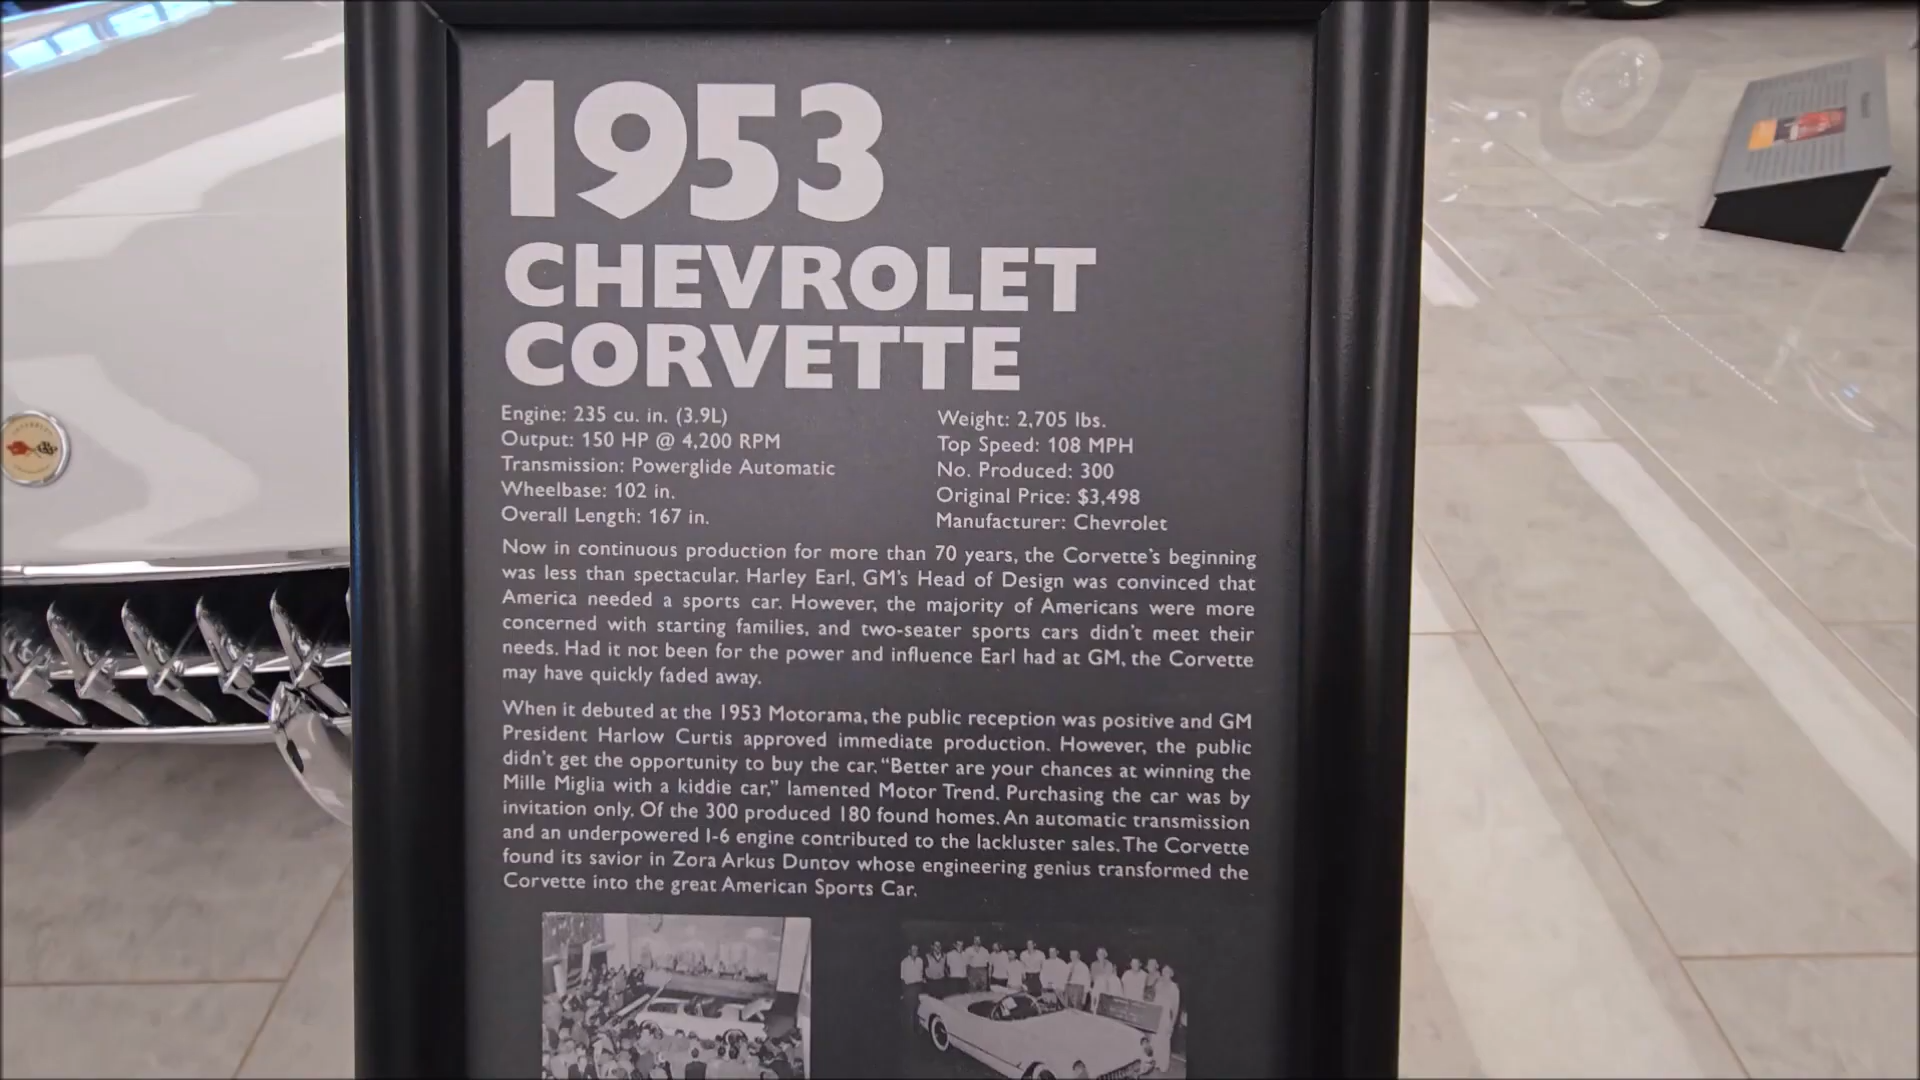 1953
CHEVROLET
CORVETTE
Engine: 235 cu. in. (3.9L)
Output: 150 HP @ 4,200 RPM
Transmission: Powerglide Automatic
Wheelbase: 102 in.
Overall Length: 167 in.
Weight: 2,705 lbs.
Top Speed: 108 MPH
No. Produced: 300
Original Price: $3,498
Manufacturer: Chevrolet
Now in continuous production for more than 70 years, the Corvette's beginning
was less than spectacular. Harley Earl, GM's Head of Design was convinced that
America needed a sports car. However, the majority of Americans were more
concerned with starting families, and two-seater sports cars didn't meet their
needs. Had it not been for the power and influence Earl had at GM, the Corvette
may have quickly faded away.
When it debuted at the 1953 Motorama, the public reception was positive and GM
President Harlow Curtis approved immediate production. However, the public
didn't get the opportunity to buy the car. "Better are your chances at winning the
Mille Miglia with a kiddie car," lamented Motor Trend. Purchasing the car was by
invitation only. Of the 300 produced 180 found homes. An automatic transmission
and an underpowered I-6 engine contributed to the lackluster sales. The Corvette
found its savior in Zora Arkus Duntov whose engineering genius transformed the
Corvette into the great American Sports Car.